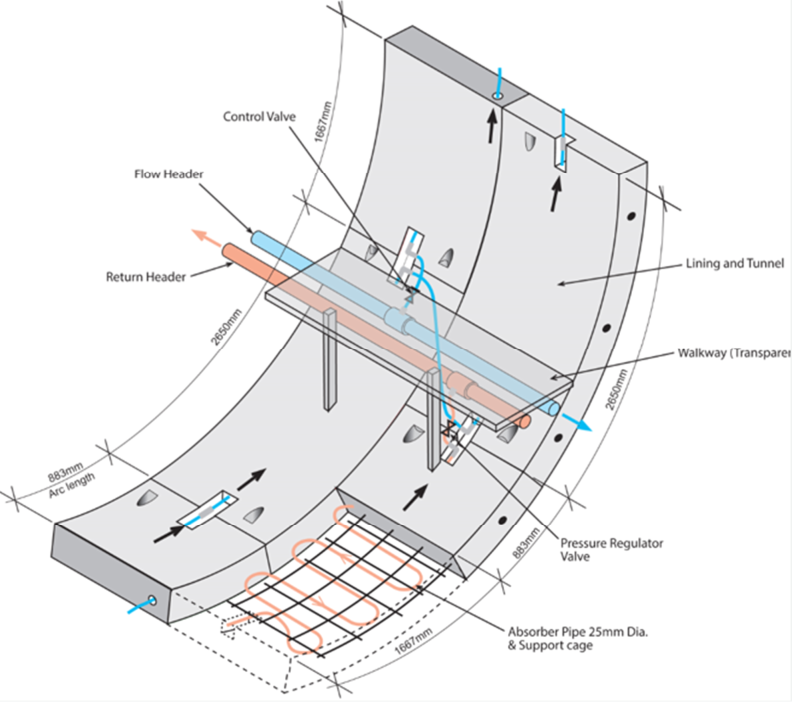 1667mm
Control Valve
Flow Header
Return Header
Lining and Tunnel
2650mm
Walkway (Transparen
2650mm
883mm
Arc length
Pressure Regulator
Valve
883mm
Absorber Pipe 25mm Dia.
& Support cage
1667mm